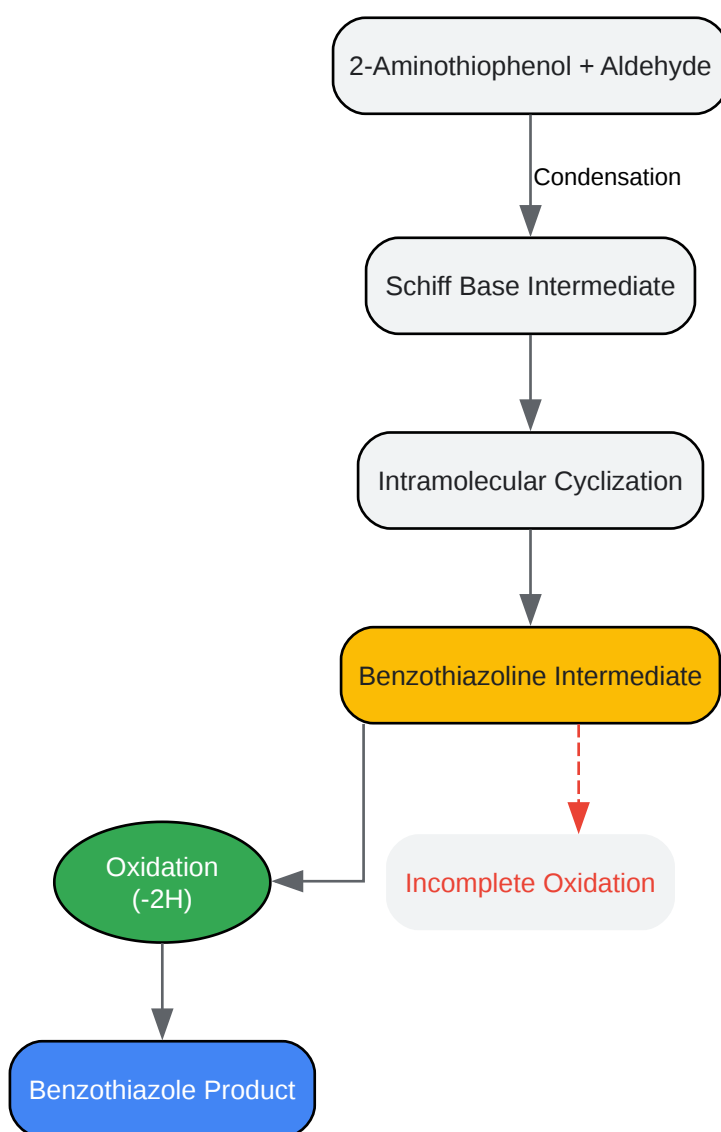 2-Aminothiophenol + Aldehyde
Condensation
Schiff Base Intermediate
Intramolecular Cyclization
Benzothiazoline Intermediate
Oxidation
(-2H)
Incomplete Oxidation
Benzothiazole Product